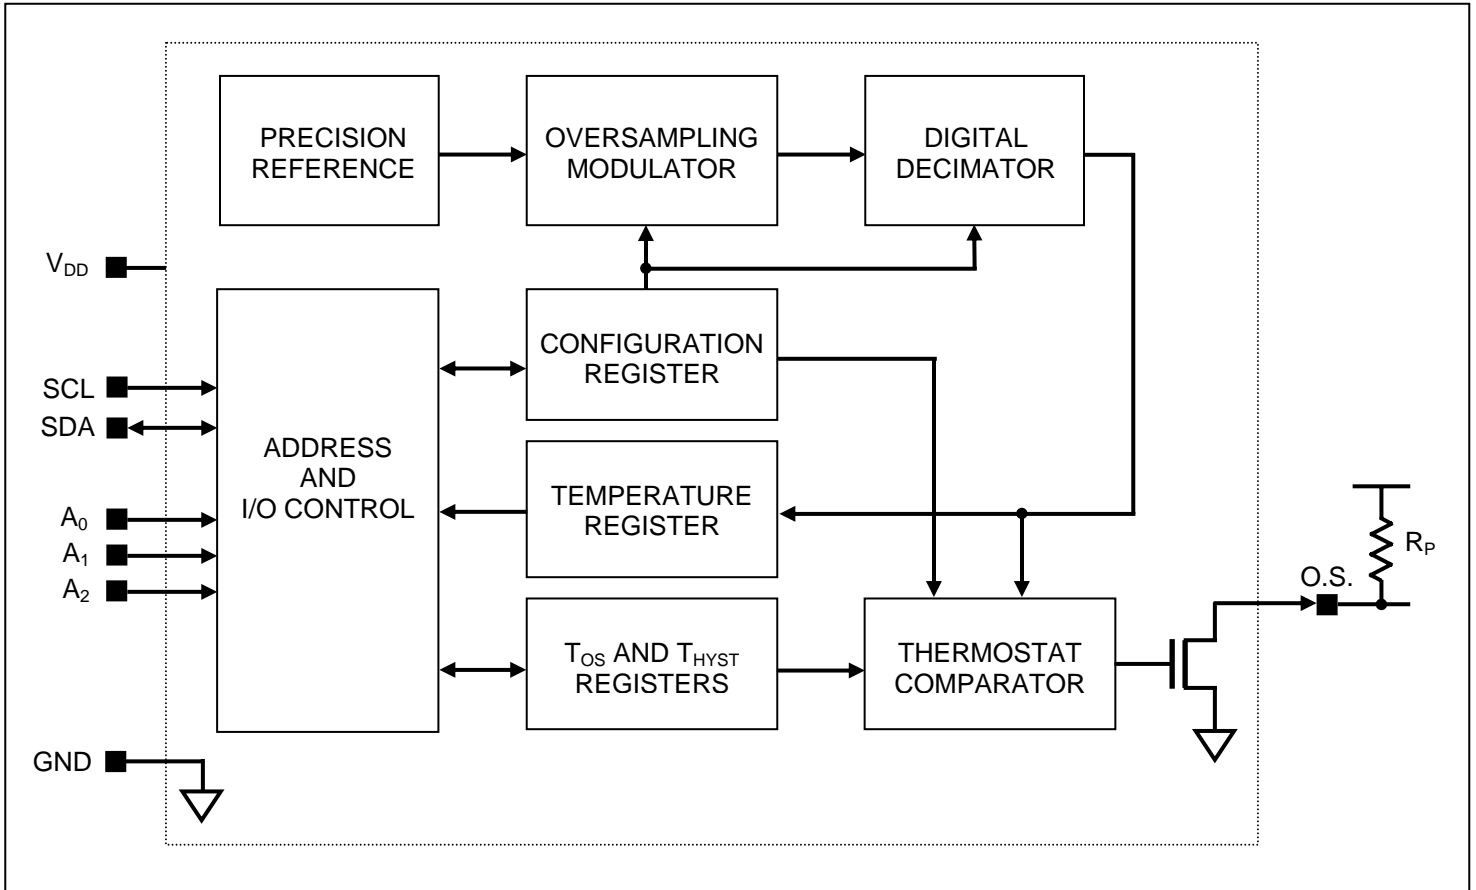 PRECISION
REFERENCE
OVERSAMPLING
MODULATOR
DIGITAL
DECIMATOR
VDD
SCL
SDA
A0
A1
A2
GND
ADDRESS
AND
I/O CONTROL
CONFIGURATION
REGISTER
TEMPERATURE
REGISTER
TOS AND THYST
REGISTERS
THERMOSTAT
COMPARATOR
O.S.
RP